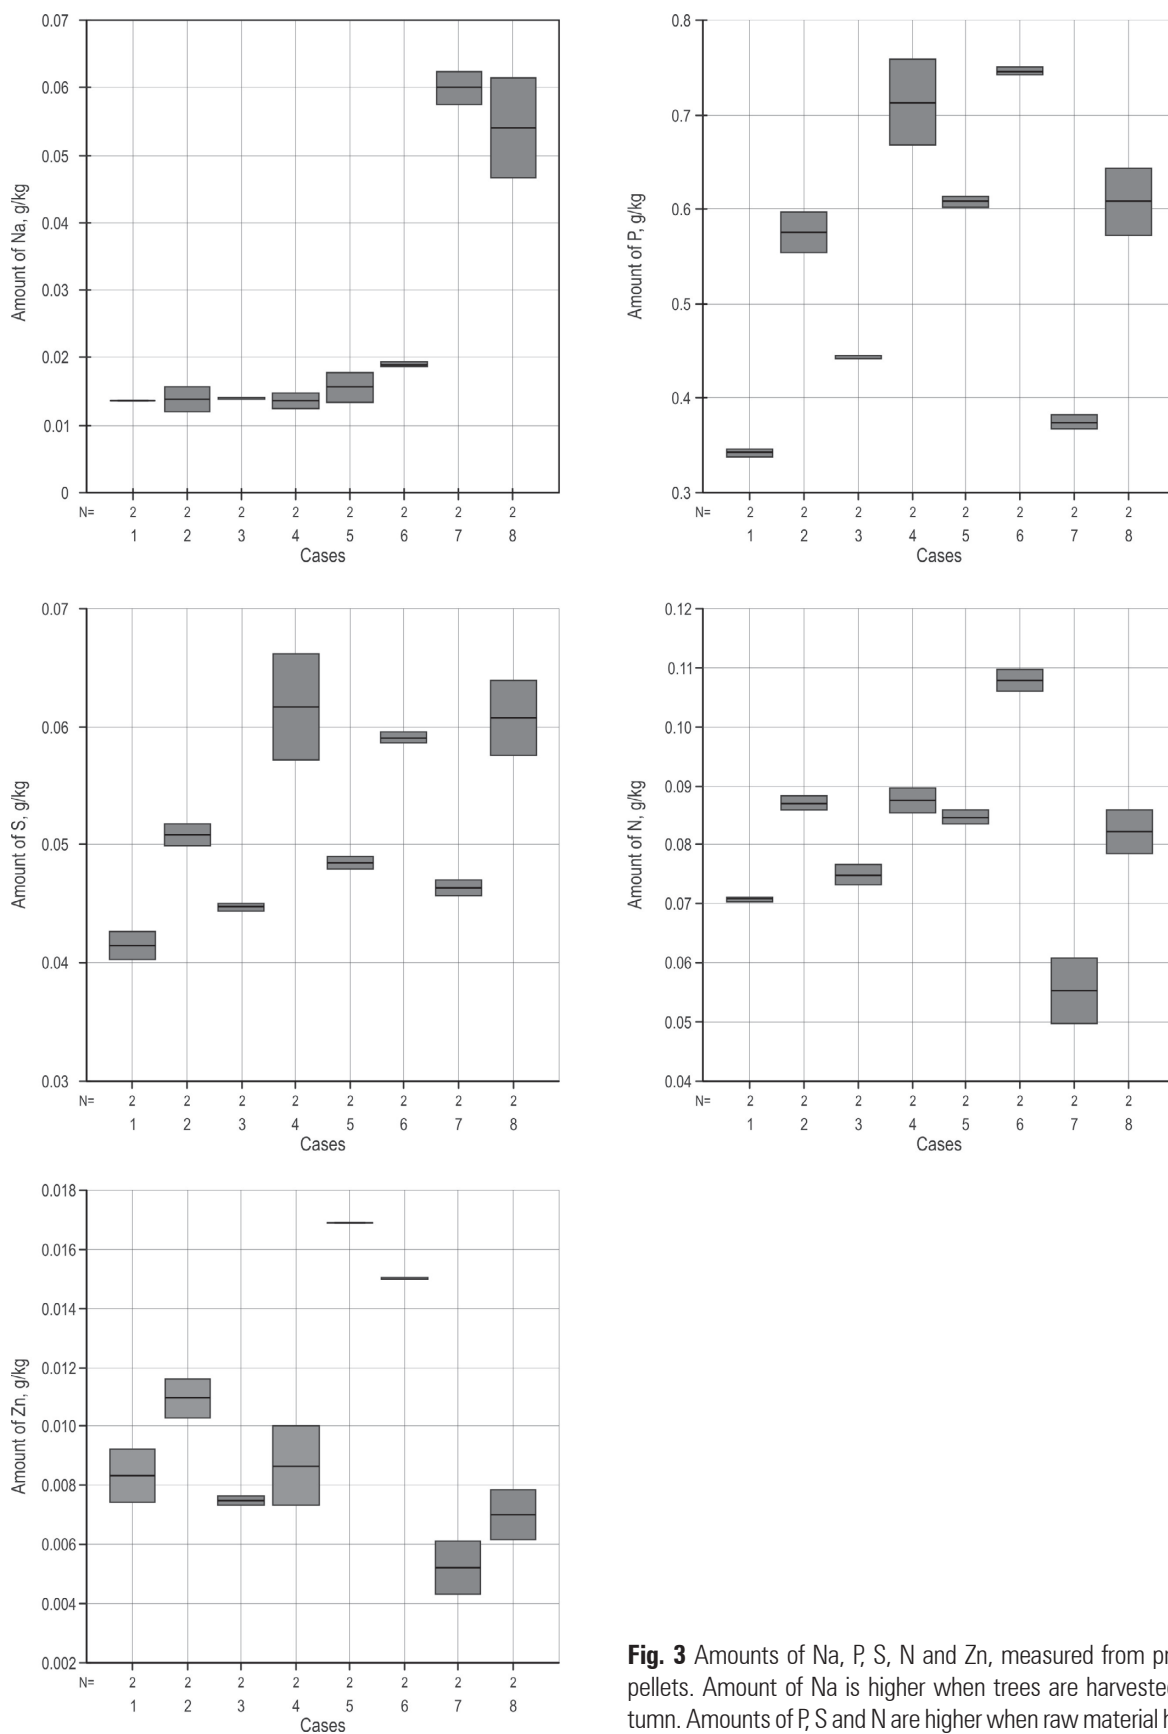 0.07
0.06
0.05
0.04
0.03
0.02
0.01
0
Amount of Na, g/kg
N= 2 2 2 2 2 2 2 2
1 2 3 4 5 6 7 8
Cases
0.8
0.7
0.6
0.5
0.4
0.3
Amount of P, g/kg
N= 2 2 2 2 2 2 2 2
1 2 3 4 5 6 7 8
Cases
0.07
0.06
0.05
0.04
0.03
Amount of S, g/kg
N= 2 2 2 2 2 2 2 2
1 2 3 4 5 6 7 8
Cases
0.12
0.11
0.10
0.09
0.08
0.07
0.06
0.05
0.04
Amount of N, g/kg
N= 2 2 2 2 2 2 2 2
1 2 3 4 5 6 7 8
Cases
0.018
0.016
0.014
0.012
0.010
0.008
0.006
0.004
0.002
Amount of Zn, g/kg
N= 2 2 2 2 2 2 2 2
1 2 3 4 5 6 7 8
Cases
Fig. 3 Amounts of Na, P, S, N and Zn, measured from
pellets. Amount of Na is higher when trees are
tumn. Amounts of P, S and N are higher when raw material